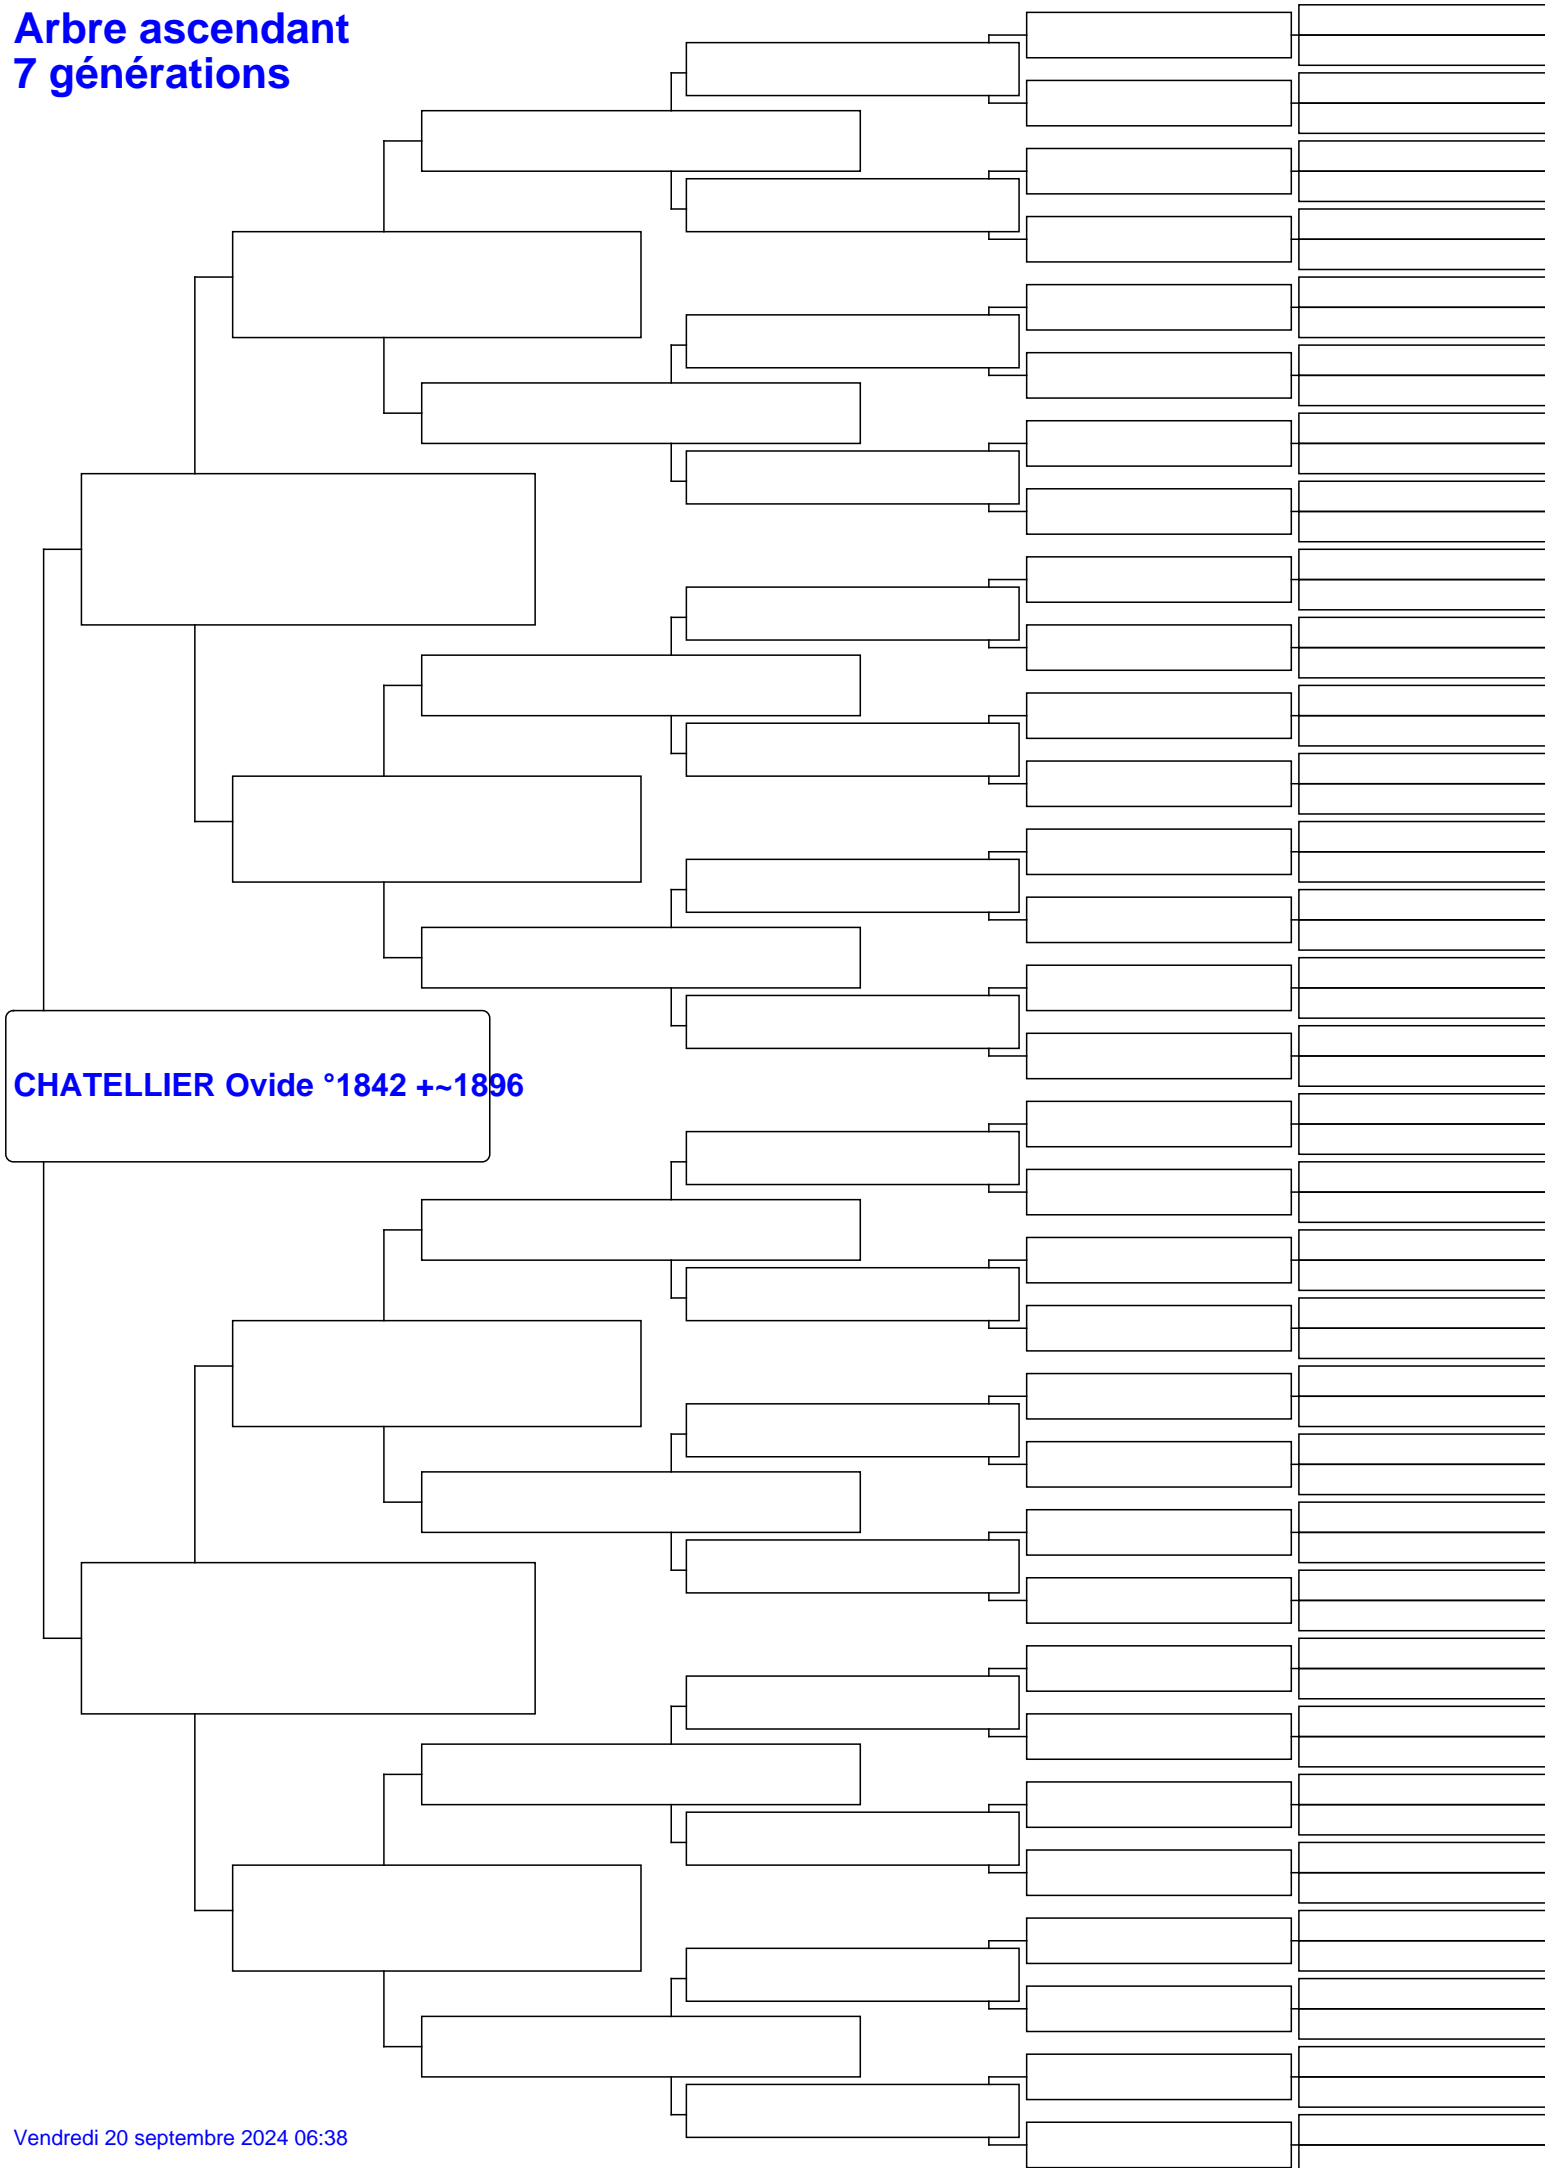 Arbre ascendant
7 générations
CHATELLIER Ovide °1842 +~1896
Vendredi 20 septembre 2024 06:38